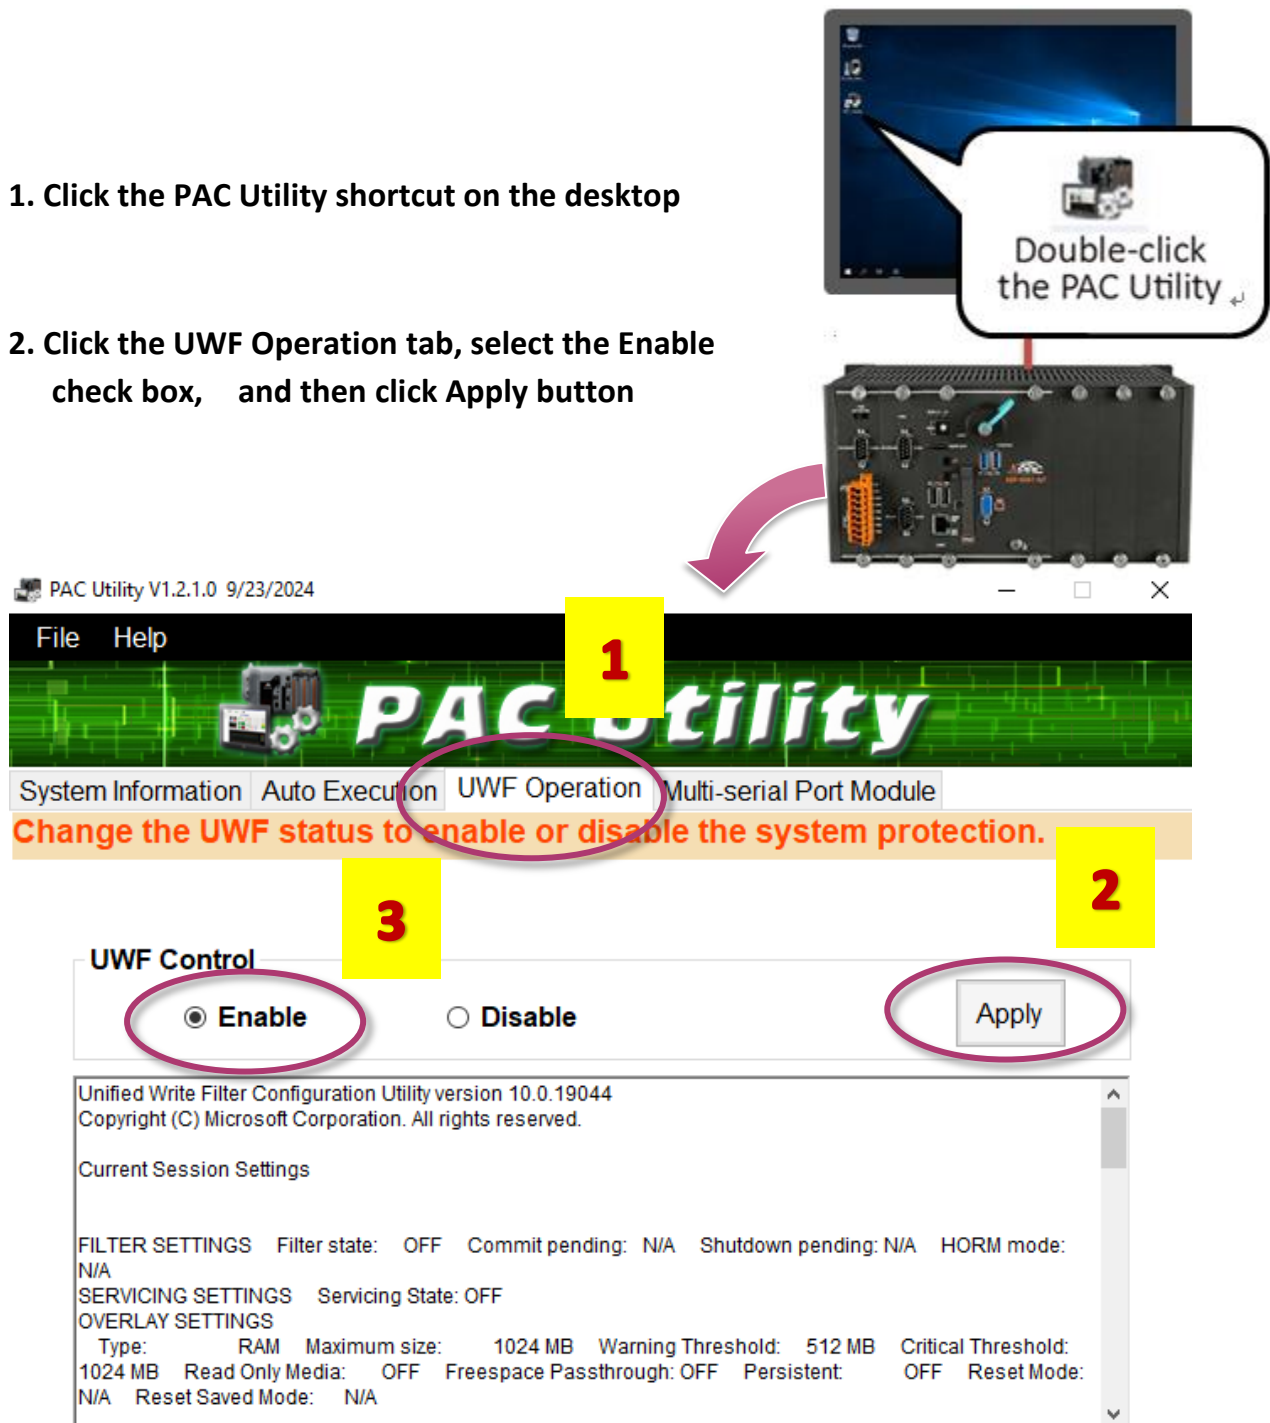 1. Click the PAC Utility shortcut on the desktop
Double-click
the PAC Utility
2. Click the UWF Operation tab, select the Enable
check box, and then click Apply button
PAC Utility V1.2.1.0 9/23/2024
File Help
1
PAC Utility
System Information Auto Execution UWF Operation Multi-serial Port Module
Change the UWF status to enable or disable the system protection.
2
3
UWF Control
Enable Disable Apply
Unified Write Filter Configuration Utility version 10.0.19044
Copyright (C) Microsoft Corporation. All rights reserved.
Current Session Settings
FILTER SETTINGS Filter state: OFF Commit pending: N/A Shutdown pending: N/A HORM mode:
N/A
SERVICING SETTINGS Servicing State: OFF
OVERLAY SETTINGS
Type: RAM Maximum size: 1024 MB Warning Threshold: 512 MB Critical Threshold:
1024 MB Read Only Media: OFF Freespace Passthrough: OFF Persistent: OFF Reset Mode:
N/A Reset Saved Mode: N/A